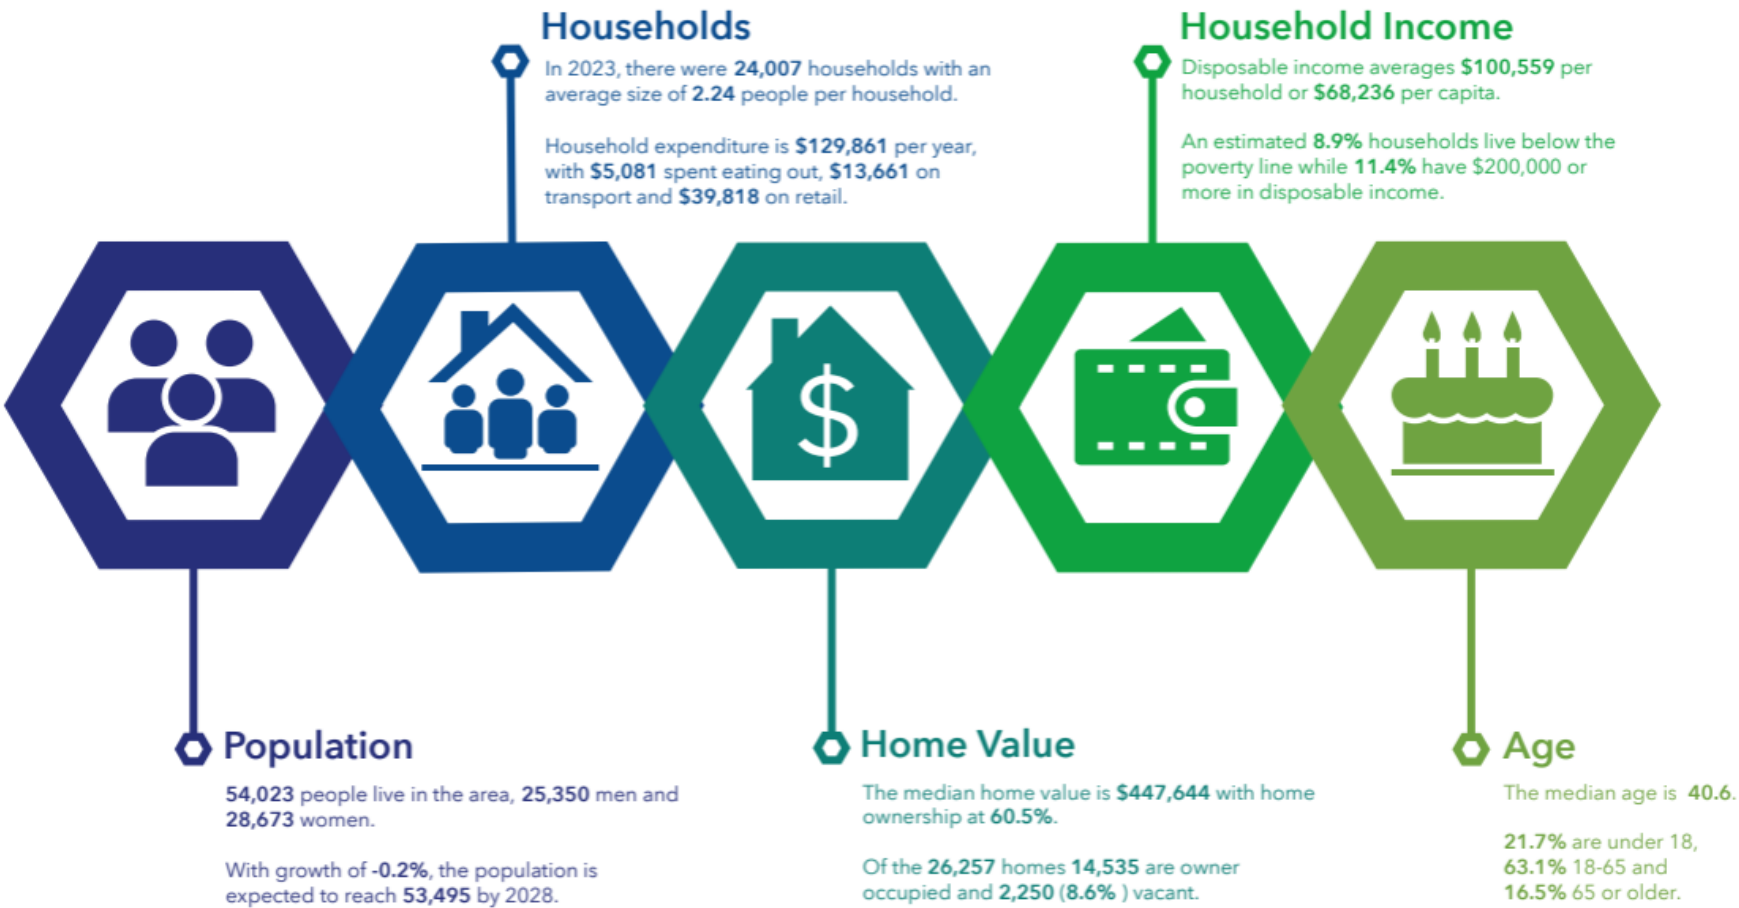 Households
In 2023, there were 24,007 households with an
average size of 2.24 people per household.
Household expenditure is $129,861 per year,
with $5,081 spent eating out, $13,661 on
transport and $39,818 on retail.
Household Income
Disposable income averages $100,559 per
household or $68,236 per capita.
An estimated 8.9% households live below the
poverty line while 11.4% have $200,000 or
more in disposable income.
$
Population
54,023 people live in the area, 25,350 men and
28,673 women.
With growth of -0.2%, the population is
expected to reach 53,495 by 2028.
Home Value
The median home value is $447,644 with home
ownership at 60.5%.
Of the 26,257 homes 14,535 are owner
occupied and 2,250 (8.6% ) vacant.
Age
The median age is 40.6.
21.7% are under 18,
63.1% 18-65 and
16.5% 65 or older.